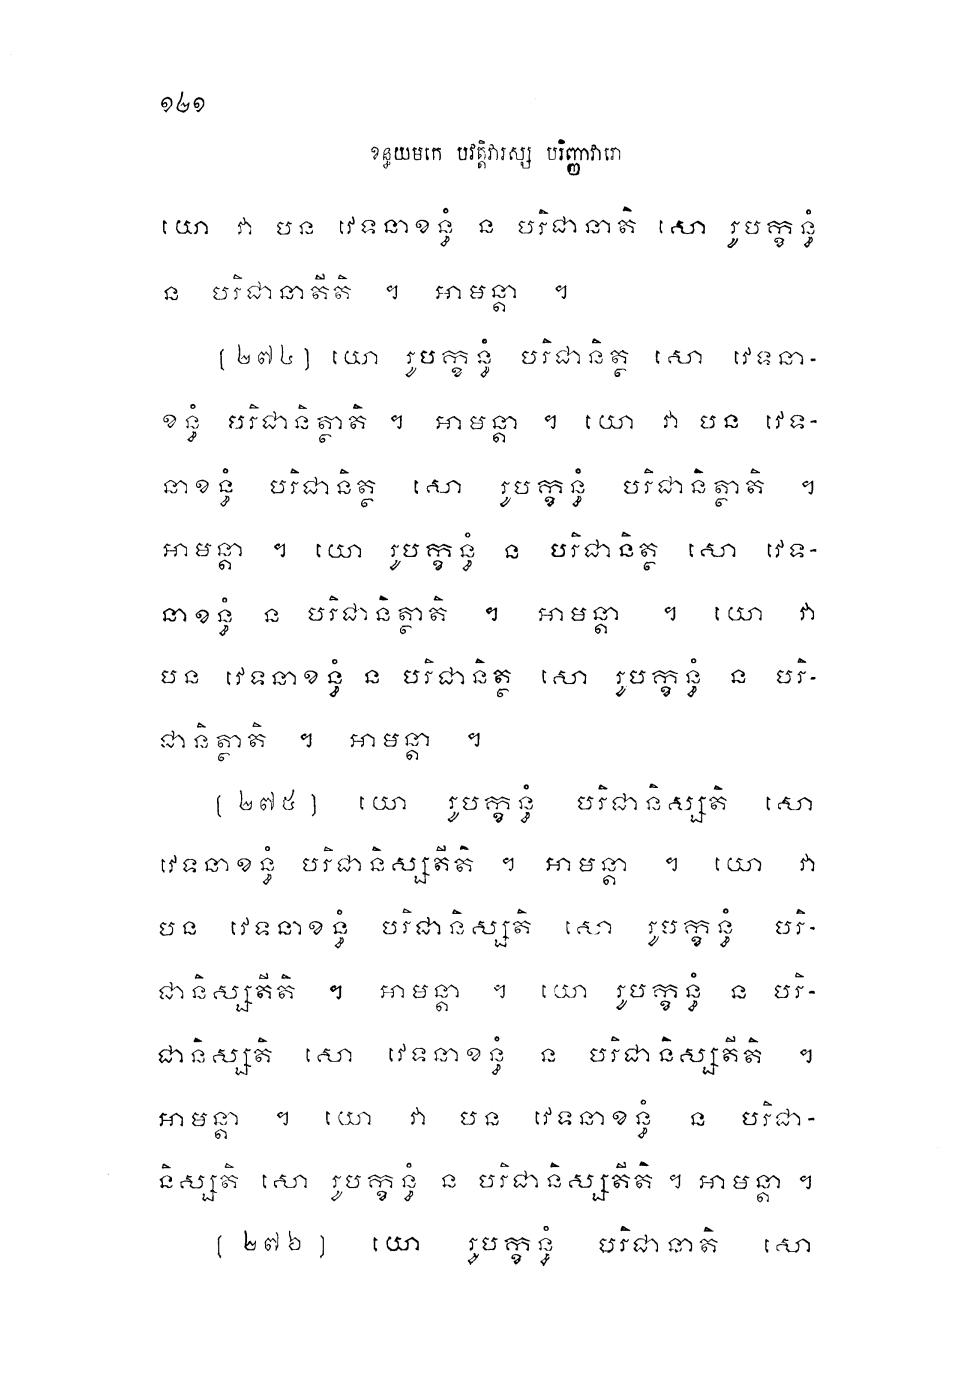 ១៤១
ខន្ធយមកេ បវត្តិវារស្ស បរិញ្ញាវារោ
យោ វា បន វេទនាខន្ធំ ន បរិជានាតិ សោ រូបក្ខន្ធំ
ន បរិជានាតីតិ ។ អាមន្តា ។
(២៧៤) យោ រូបក្ខន្ធំ បរិជានិត្ថ សោ វេទនា-
ខន្ធំ បរិជានិត្ថាតិ ។ អាមន្តា ។ យោ វា បន វេទ-
នាខន្ធំ បរិជានិត្ថ សោ រូបក្ខន្ធំ បរិជានិត្ថាតិ ។
អាមន្តា ។ យោ រូបក្ខន្ធំ ន បរិជានិត្ថ សោ វេទ-
នាខន្ធំ ន បរិជានិត្ថាតិ ។ អាមន្តា ។ យោ វា
បន វេទនាខន្ធំ ន បរិជានិត្ថ សោ រូបក្ខន្ធំ ន បរិ-
ជានិត្ថាតិ ។ អាមន្តា ។
(២៧៥) យោ រូបក្ខន្ធំ បរិជានិស្សតិ សោ
វេទនាខន្ធំ បរិជានិស្សតីតិ ។ អាមន្តា ។ យោ វា
បន វេទនាខន្ធំ បរិជានិស្សតិ សោ រូបក្ខន្ធំ បរិ-
ជានិស្សតីតិ ។ អាមន្តា ។ យោ រូបក្ខន្ធំ ន បរិ-
ជានិស្សតិ សោ វេទនាខន្ធំ ន បរិជានិស្សតីតិ ។
អាមន្តា ។ យោ វា បន វេទនាខន្ធំ ន បរិជា-
និស្សតិ សោ រូបក្ខន្ធំ ន បរិជានិស្សតីតិ ។ អាមន្តា ។
(២៧៦) យោ រូបក្ខន្ធំ បរិជានាតិ សោ